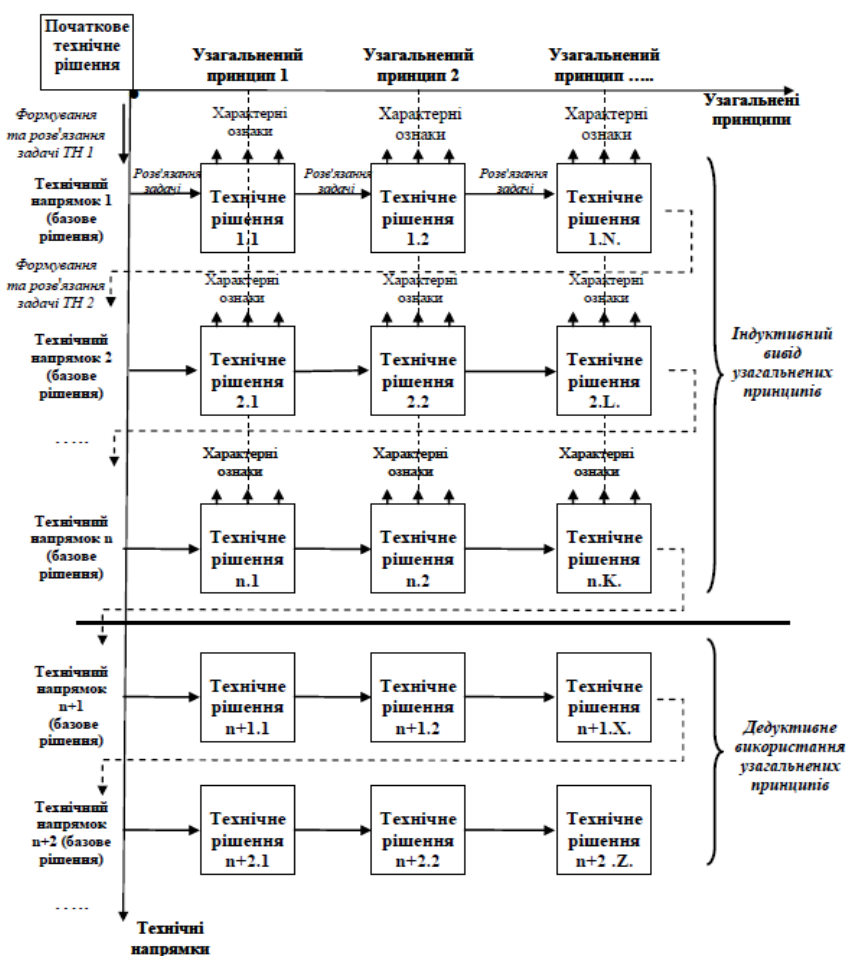 Початкове
технічне
рішення
Узагальнений
принцип 1
Узагальнений
принцип 2
Узагальнений
принцип .....
Узагальнені
принципи
Формування
та розв'язання
задачі ТН 1
Характерні
ознаки
Характерні
ознаки
Характерні
ознаки
Технічний
напрямок 1
(базове
рішення)
Розв'язання
задачі
Технічне
рішення
1.1
Розв'язання
задачі
Технічне
рішення
1.2
Розв'язання
задачі
Технічне
рішення
1.N.
Формування
та розв'язання
задачі ТН 2
Характерні
ознаки
Характерні
ознаки
Характерні
ознаки
Технічний
напрямок 2
(базове
рішення)
Технічне
рішення
2.1
Технічне
рішення
2.2
Технічне
рішення
2.L.
Індуктивний
вивід
узагальнених
принципів
. . . . .
Характерні
ознаки
Характерні
ознаки
Характерні
ознаки
Технічний
напрямок n
(базове
рішення)
Технічне
рішення
n.1
Технічне
рішення
n.2
Технічне
рішення
n.K.
Технічний
напрямок
n+1
(базове
рішення)
Технічне
рішення
n+1.1
Технічне
рішення
n+1.2
Технічне
рішення
n+1.X.
Дедуктивне
використання
узагальнених
принципів
Технічний
напрямок
n+2 (базове
рішення)
Технічне
рішення
n+2.1
Технічне
рішення
n+2.2
Технічне
рішення
n+2 .Z.
. . . . .
Технічні
напрямки